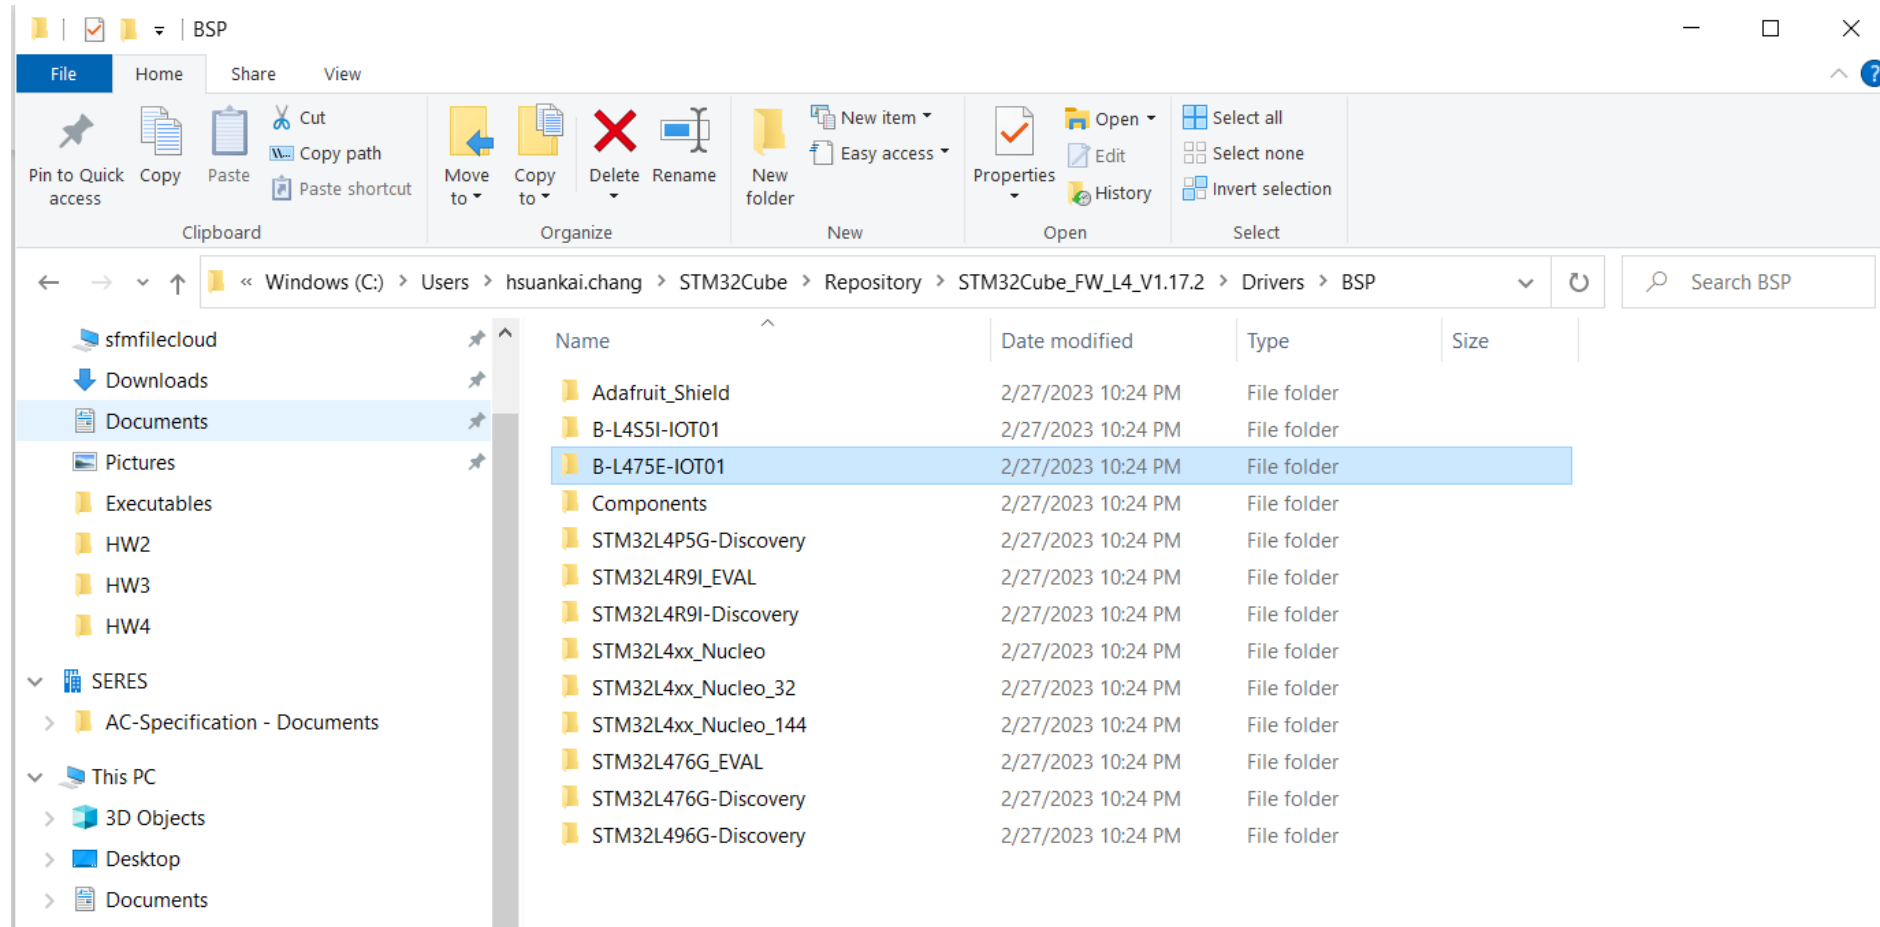 BSP
File Home Share View
Pin to Quick access
Copy
Paste
Cut
Copy path
Paste shortcut
Clipboard
Move to
Copy to
Delete
Rename
Organize
New folder
New item
Easy access
New
Properties
Open
Edit
History
Open
Select all
Select none
Invert selection
Select
« Windows (C:) > Users > hsuankai.chang > STM32Cube > Repository > STM32Cube_FW_L4_V1.17.2 > Drivers > BSP
Search BSP
sfmfilecloud
Downloads
Documents
Pictures
Executables
HW2
HW3
HW4
SERES
AC-Specification - Documents
This PC
3D Objects
Desktop
Documents
Name Date modified Type Size
Adafruit_Shield 2/27/2023 10:24 PM File folder
B-L4S5I-IOT01 2/27/2023 10:24 PM File folder
B-L475E-IOT01 2/27/2023 10:24 PM File folder
Components 2/27/2023 10:24 PM File folder
STM32L4P5G-Discovery 2/27/2023 10:24 PM File folder
STM32L4R9I_EVAL 2/27/2023 10:24 PM File folder
STM32L4R9I-Discovery 2/27/2023 10:24 PM File folder
STM32L4xx_Nucleo 2/27/2023 10:24 PM File folder
STM32L4xx_Nucleo_32 2/27/2023 10:24 PM File folder
STM32L4xx_Nucleo_144 2/27/2023 10:24 PM File folder
STM32L476G_EVAL 2/27/2023 10:24 PM File folder
STM32L476G-Discovery 2/27/2023 10:24 PM File folder
STM32L496G-Discovery 2/27/2023 10:24 PM File folder